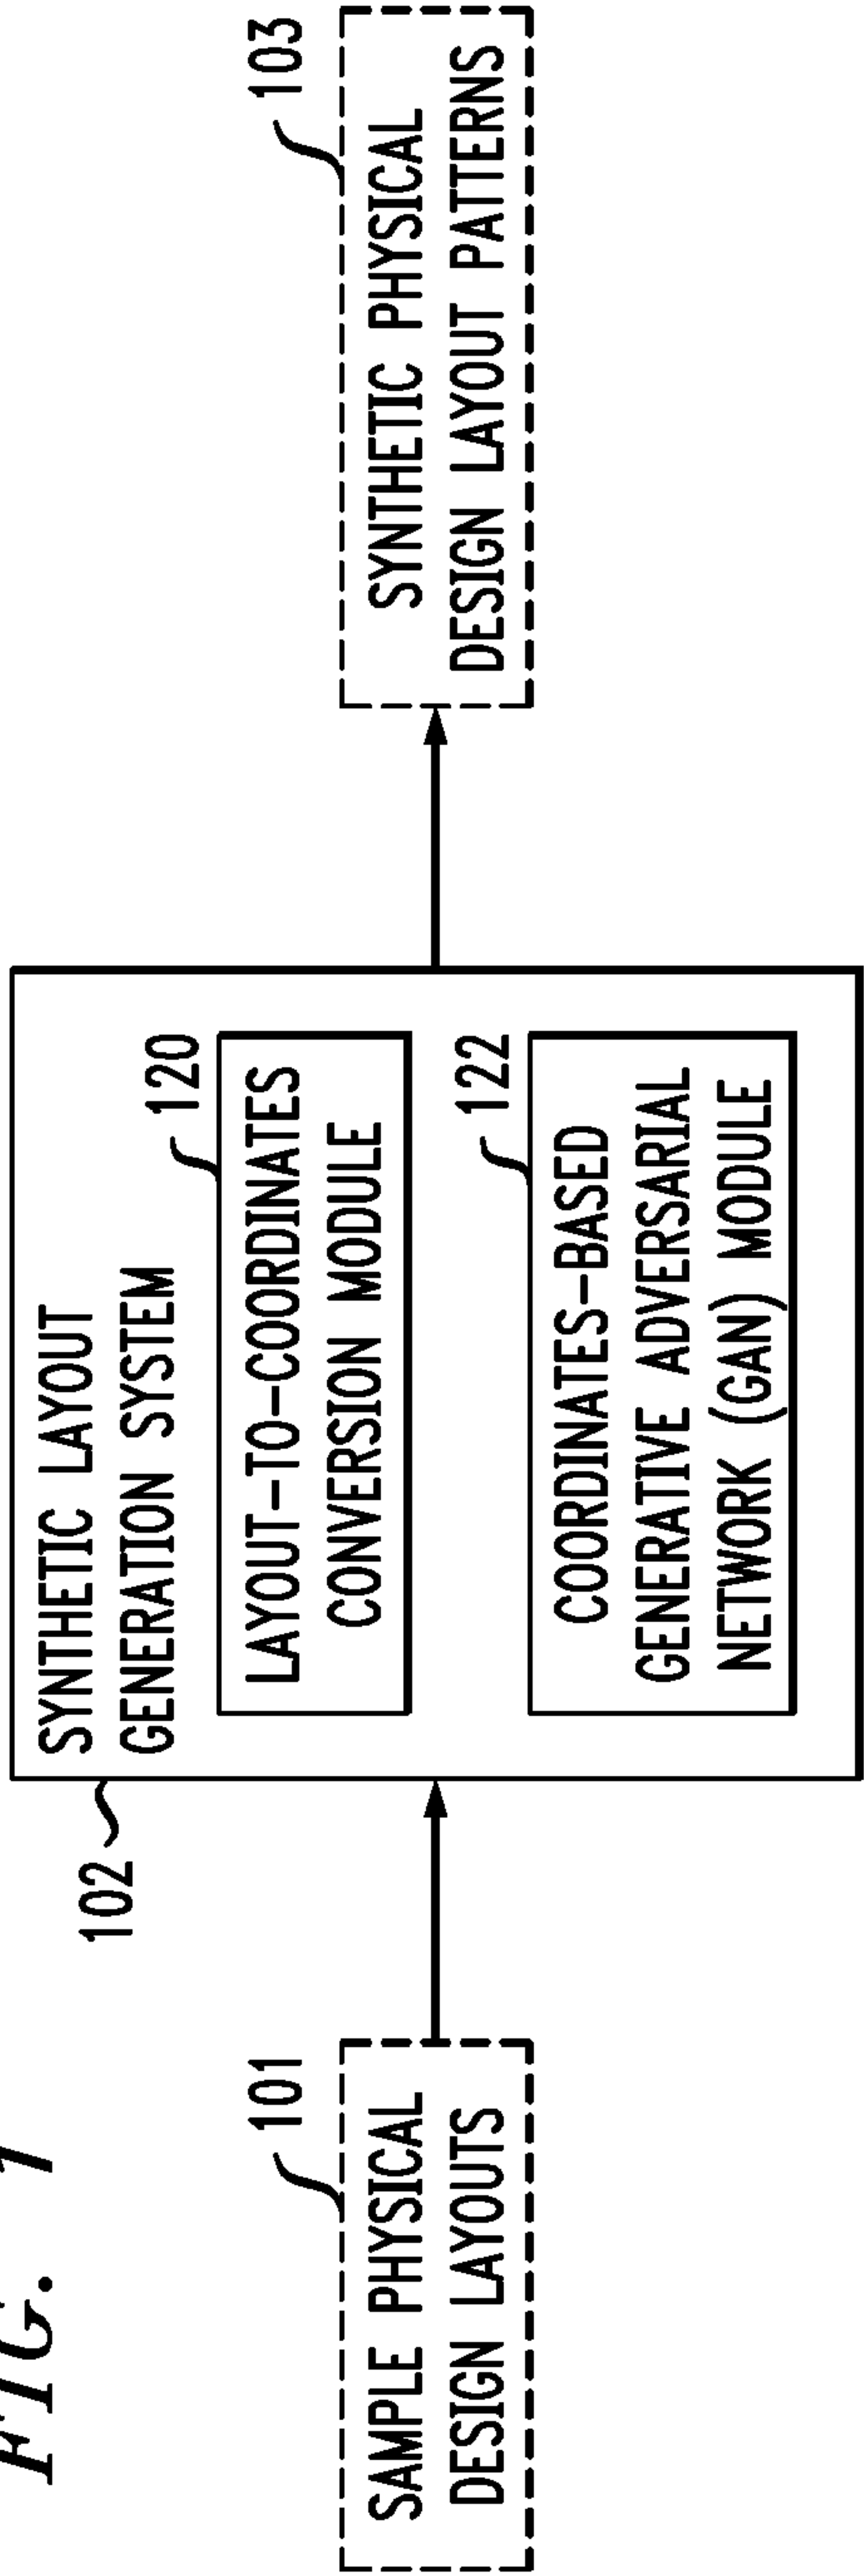 FIG. 1
101
SAMPLE PHYSICAL
DESIGN LAYOUTS
102
SYNTHETIC LAYOUT
GENERATION SYSTEM
120
LAYOUT-TO-COORDINATES
CONVERSION MODULE
122
COORDINATES-BASED
GENERATIVE ADVERSARIAL
NETWORK (GAN) MODULE
103
SYNTHETIC PHYSICAL
DESIGN LAYOUT PATTERNS